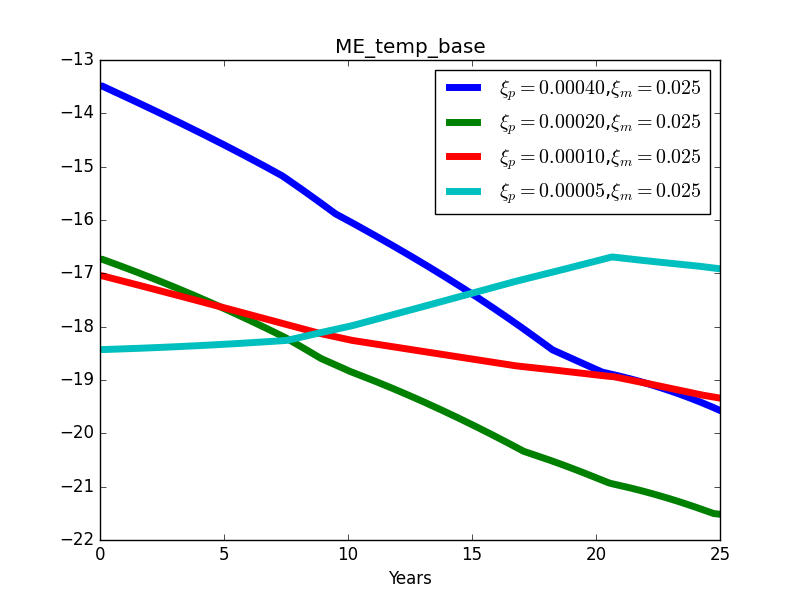 ME_temp_base
−13
−14
−15
−16
−17
−18
−19
−20
−21
−22
0
5
10
15
20
25
Years
ξp = 0.00040,ξm = 0.025
ξp = 0.00020,ξm = 0.025
ξp = 0.00010,ξm = 0.025
ξp = 0.00005,ξm = 0.025